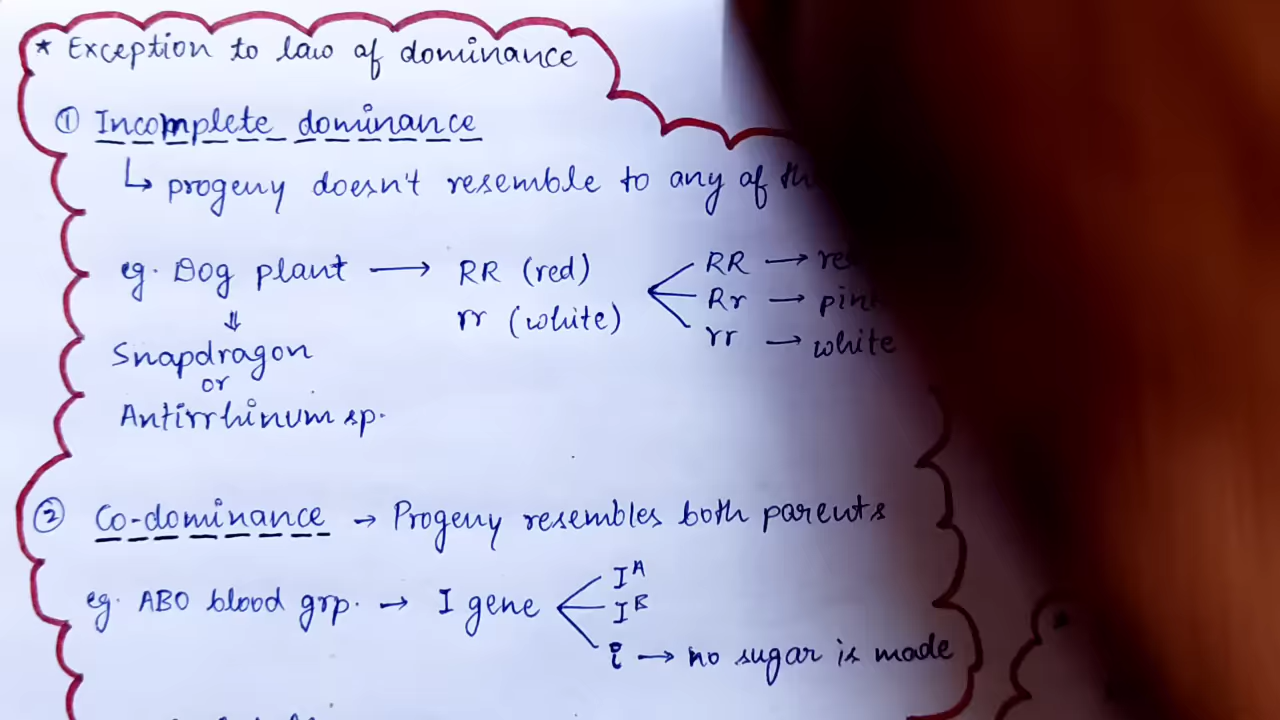 * Exception to law of dominance
① Incomplete dominance
↳ progeny doesn't resemble to any of
eg. Dog plant → RR (red)
rr (white)
RR →
Rr →
rr → white
⇓
Snapdragon
or
Antirrhinum sp.
② Co-dominance → Progeny resembles both parents
eg. ABO blood grp. → I gene
Iᴬ
Iᴮ
i → no sugar is made